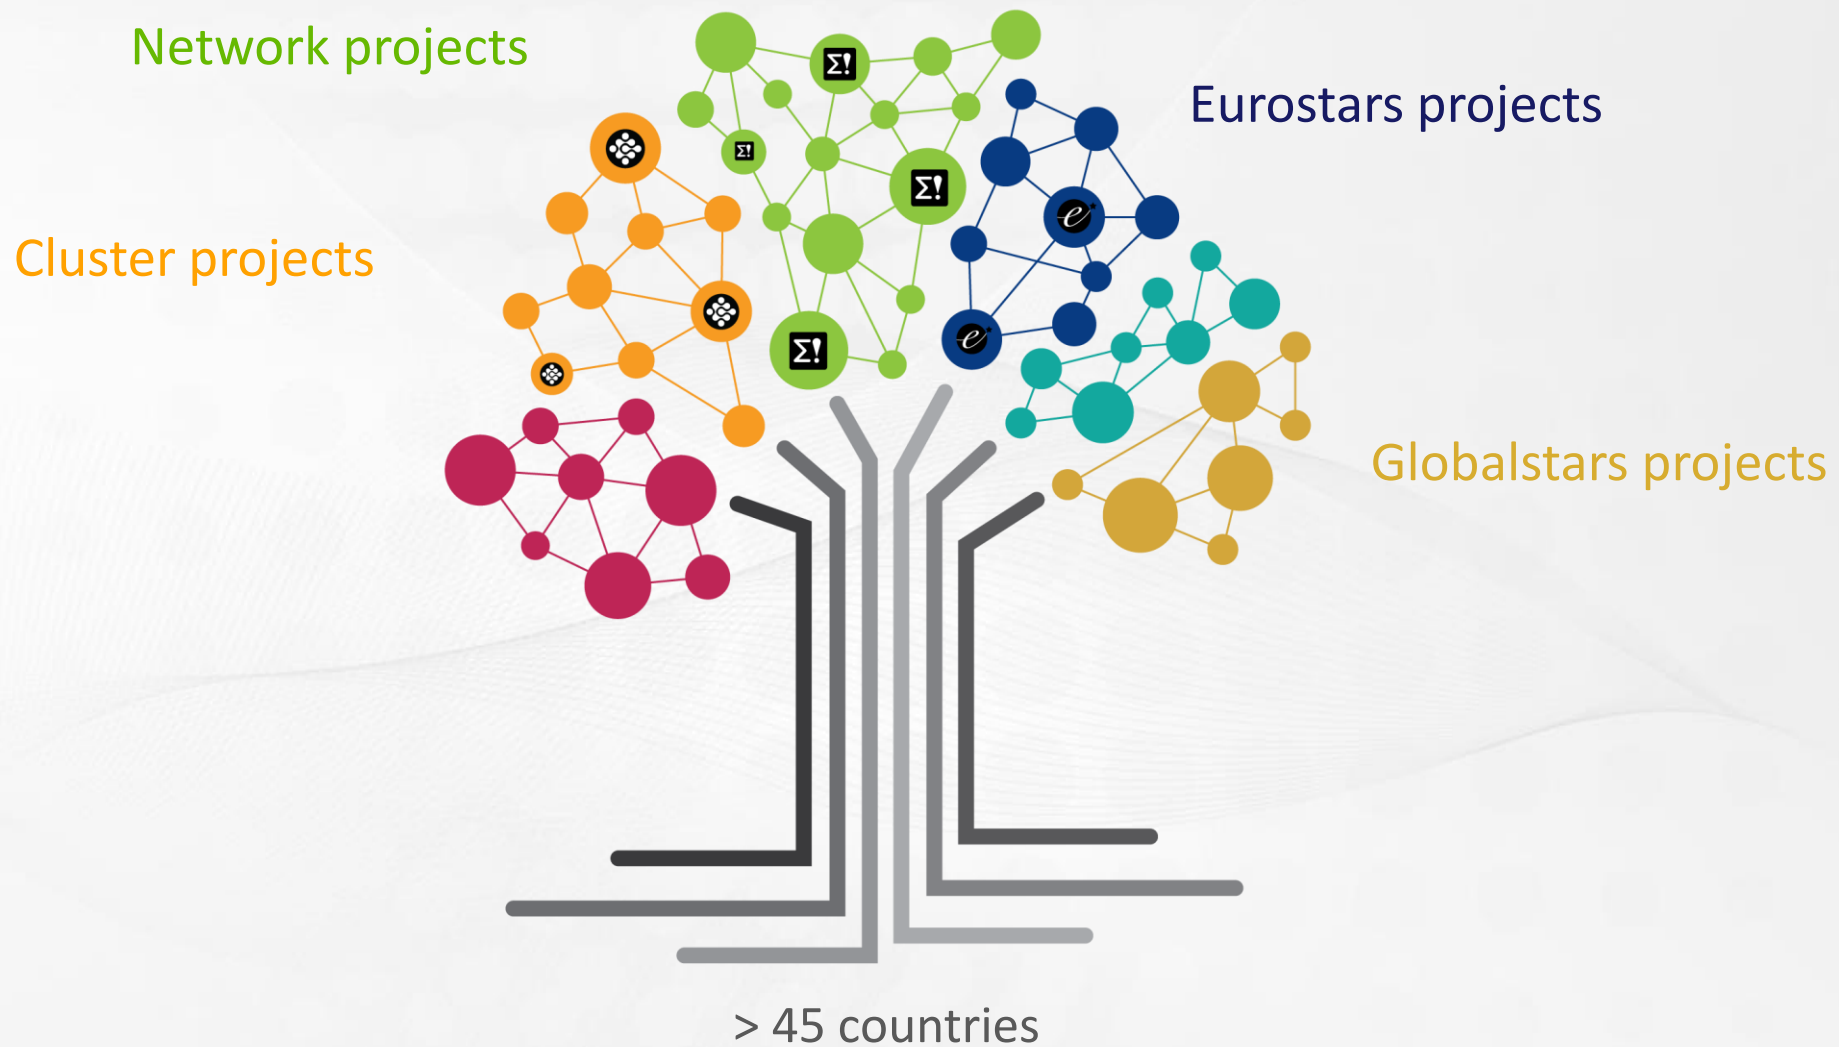 Network projects
Σ!
Eurostars projects
Σ!
Σ!
e
Cluster projects
e
Σ!
Globalstars projects
> 45 countries